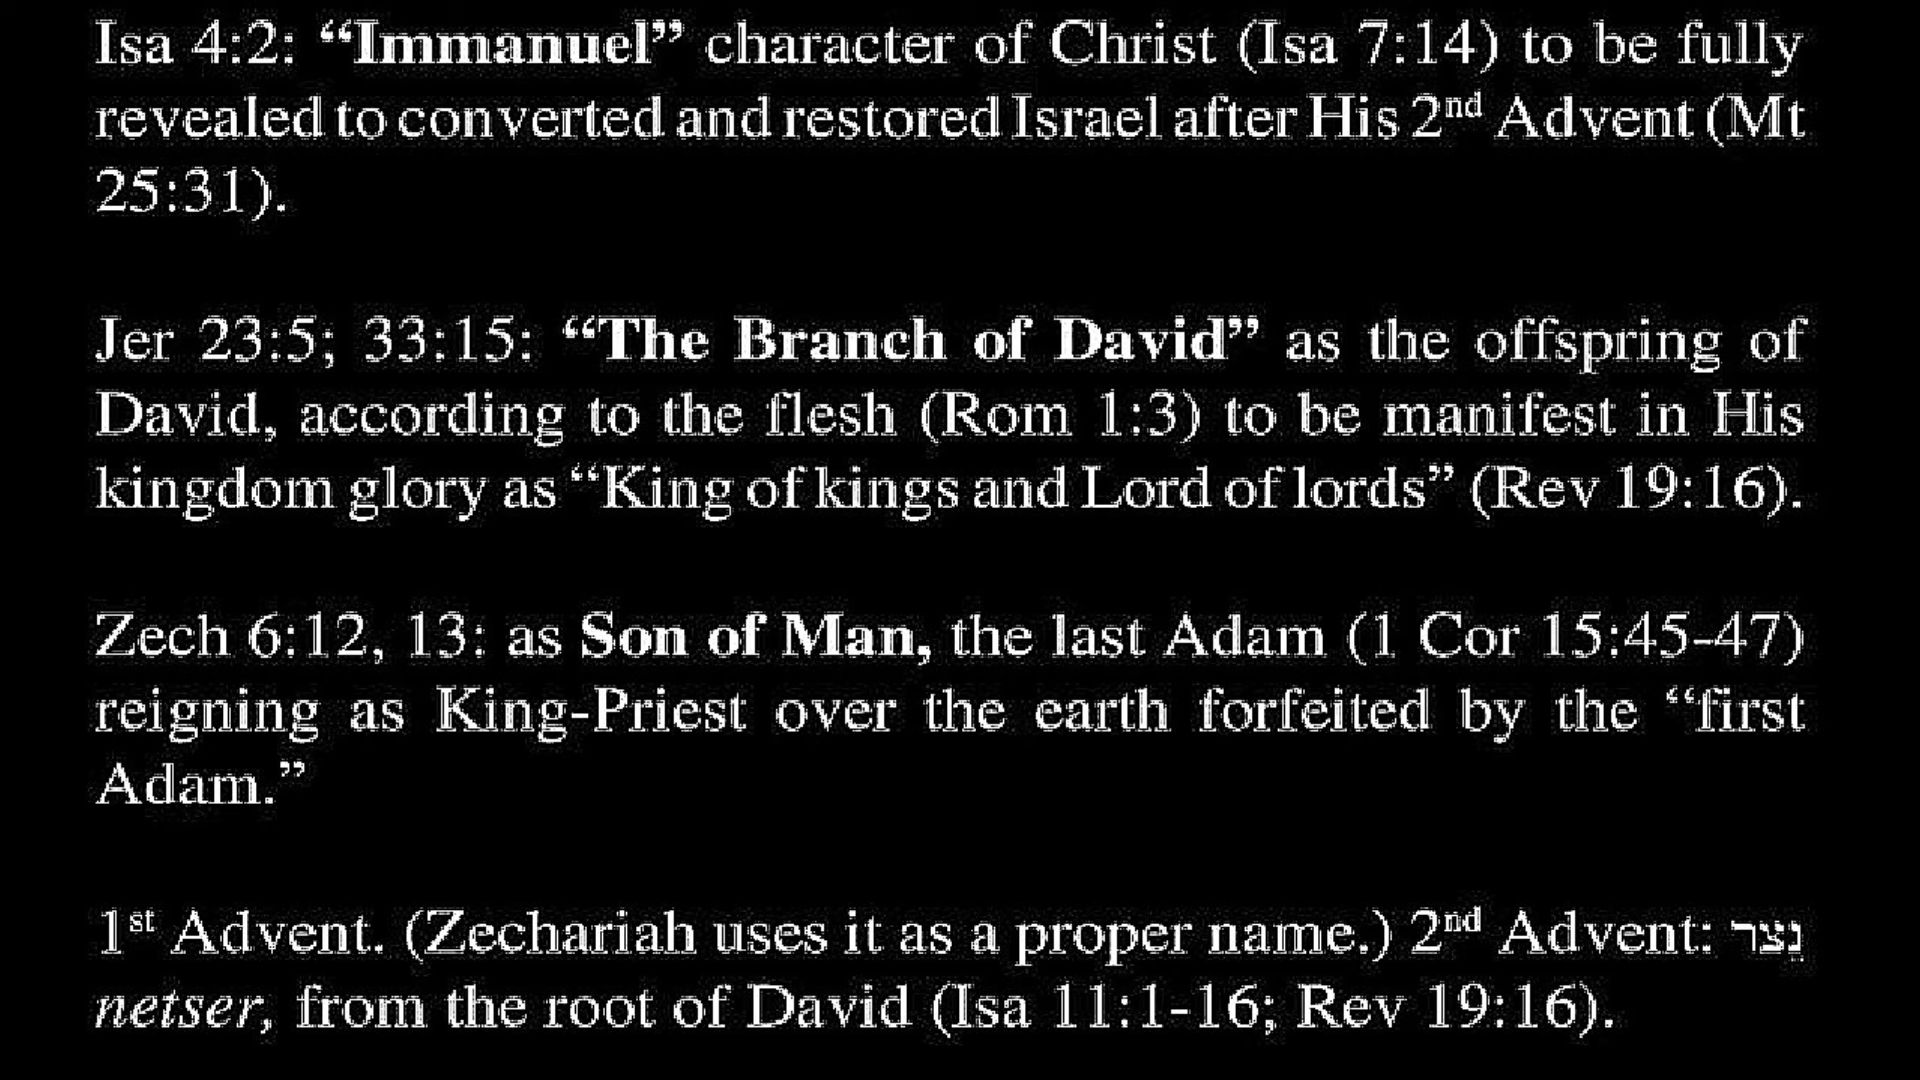 Isa 4:2: “Immanuel” character of Christ (Isa 7:14) to be fully
revealed to converted and restored Israel after His 2nd Advent (Mt
25:31).
Jer 23:5; 33:15: “The Branch of David” as the offspring of
David, according to the flesh (Rom 1:3) to be manifest in His
kingdom glory as “King of kings and Lord of lords” (Rev 19:16).
Zech 6:12, 13: as Son of Man, the last Adam (1 Cor 15:45-47)
reigning as King-Priest over the earth forfeited by the “first
Adam.”
1st Advent. (Zechariah uses it as a proper name.) 2nd Advent: נֵצר
netser, from the root of David (Isa 11:1-16; Rev 19:16).